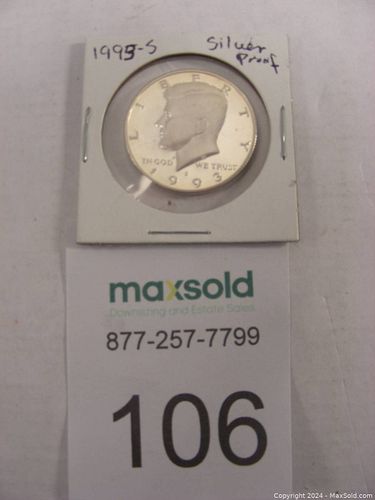 1993-S
Silver Proof
LIBERTY
IN GOD WE TRUST
S
1993
maxsold
Downsizing and Estate Sales
877-257-7799
106
Copyright 2024 - MaxSold.com